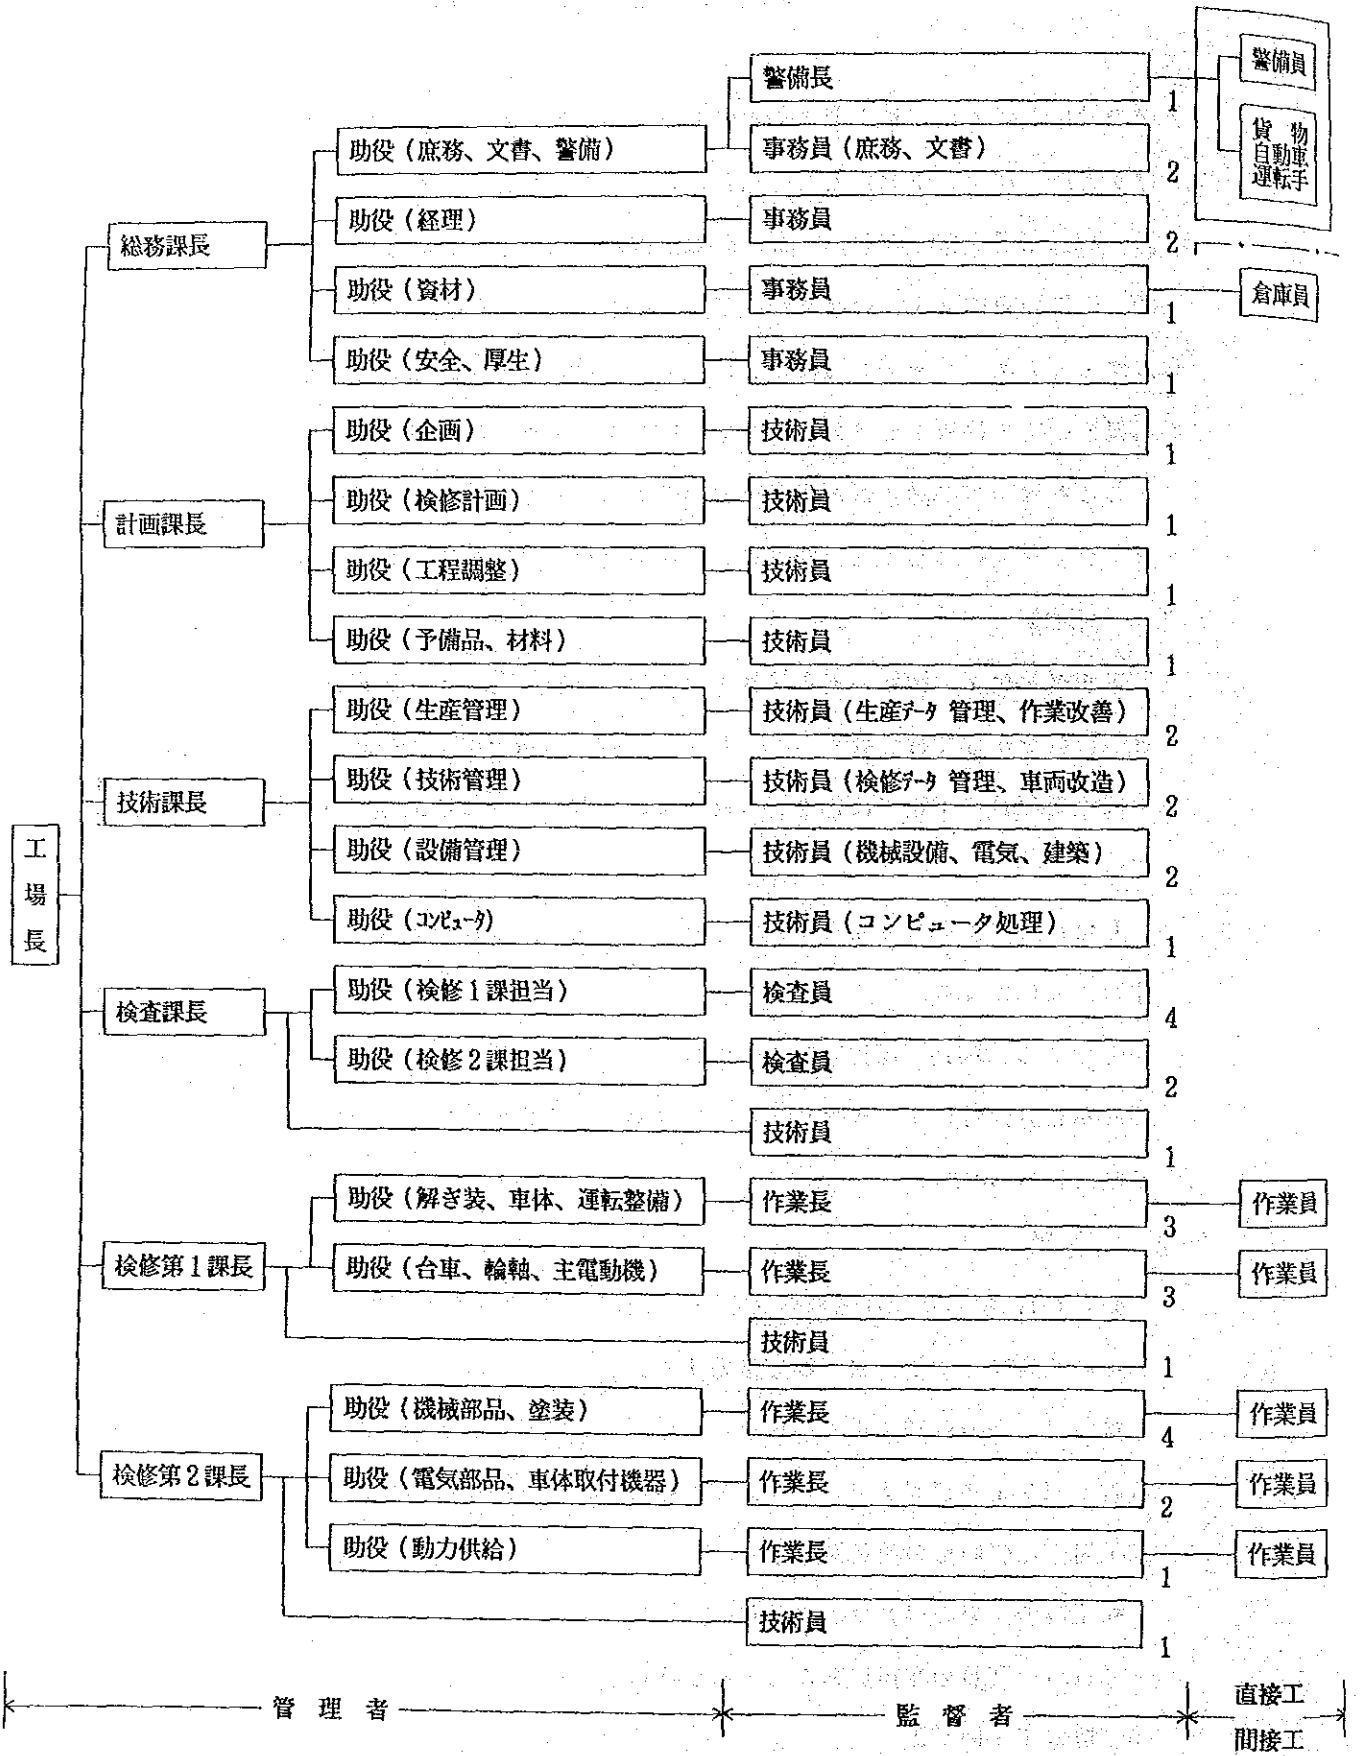 工場長
総務課長
助役（庶務、文書、警備）
警備長
1
警備員
貨物
自動車
運転手
事務員（庶務、文書）
2
助役（経理）
事務員
2
助役（資材）
事務員
1
倉庫員
助役（安全、厚生）
事務員
1
計画課長
助役（企画）
技術員
1
助役（検修計画）
技術員
1
助役（工程調整）
技術員
1
助役（予備品、材料）
技術員
1
技術課長
助役（生産管理）
技術員（生産ﾃﾞｰﾀ 管理、作業改善）
2
助役（技術管理）
技術員（検修ﾃﾞｰﾀ 管理、車両改造）
2
助役（設備管理）
技術員（機械設備、電気、建築）
2
助役（ｺﾝﾋﾟｭｰﾀ）
技術員（コンピュータ処理）
1
検査課長
助役（検修１課担当）
検査員
4
助役（検修２課担当）
検査員
2
技術員
1
検修第１課長
助役（解ぎ装、車体、運転整備）
作業長
3
作業員
助役（台車、輪軸、主電動機）
作業長
3
作業員
技術員
1
検修第２課長
助役（機械部品、塗装）
作業長
4
作業員
助役（電気部品、車体取付機器）
作業長
2
作業員
助役（動力供給）
作業長
1
作業員
技術員
1
管理者
監督者
直接工
間接工